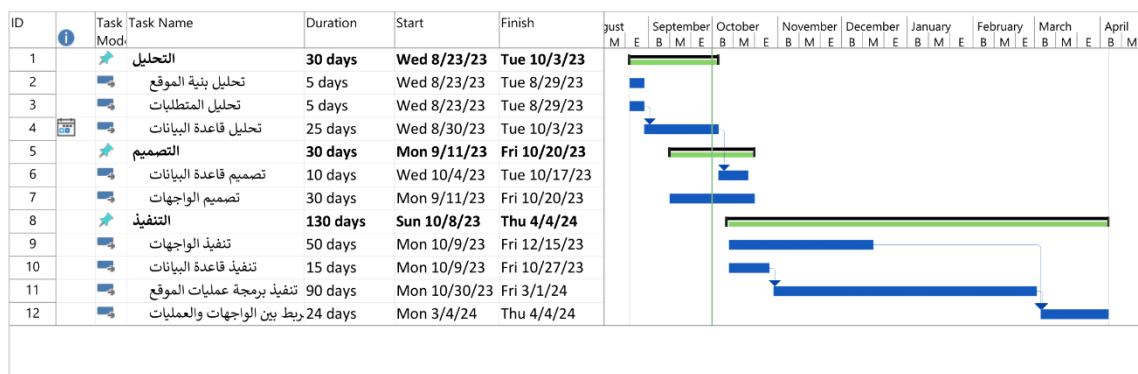 ID Task Mode Task Name Duration Start Finish
gust September October November December January February March April
M E B M E B M E B M E B M E B M E B M E B M E B M
1 التحليل 30 days Wed 8/23/23 Tue 10/3/23
2 تحليل بنية الموقع 5 days Wed 8/23/23 Tue 8/29/23
3 تحليل المتطلبات 5 days Wed 8/23/23 Tue 8/29/23
4 تحليل قاعدة البيانات 25 days Wed 8/30/23 Tue 10/3/23
5 التصميم 30 days Mon 9/11/23 Fri 10/20/23
6 تصميم قاعدة البيانات 10 days Wed 10/4/23 Tue 10/17/23
7 تصميم الواجهات 30 days Mon 9/11/23 Fri 10/20/23
8 التنفيذ 130 days Sun 10/8/23 Thu 4/4/24
9 تنفيذ الواجهات 50 days Mon 10/9/23 Fri 12/15/23
10 تنفيذ قاعدة البيانات 15 days Mon 10/9/23 Fri 10/27/23
11 تنفيذ برمجة عمليات الموقع 90 days Mon 10/30/23 Fri 3/1/24
12 ربط بين الواجهات والعمليات 24 days Mon 3/4/24 Thu 4/4/24